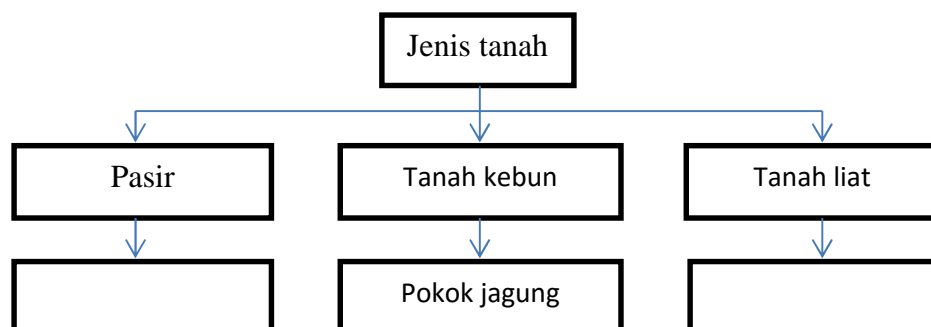 Jenis tanah
Pasir
Tanah kebun
Tanah liat
Pokok jagung